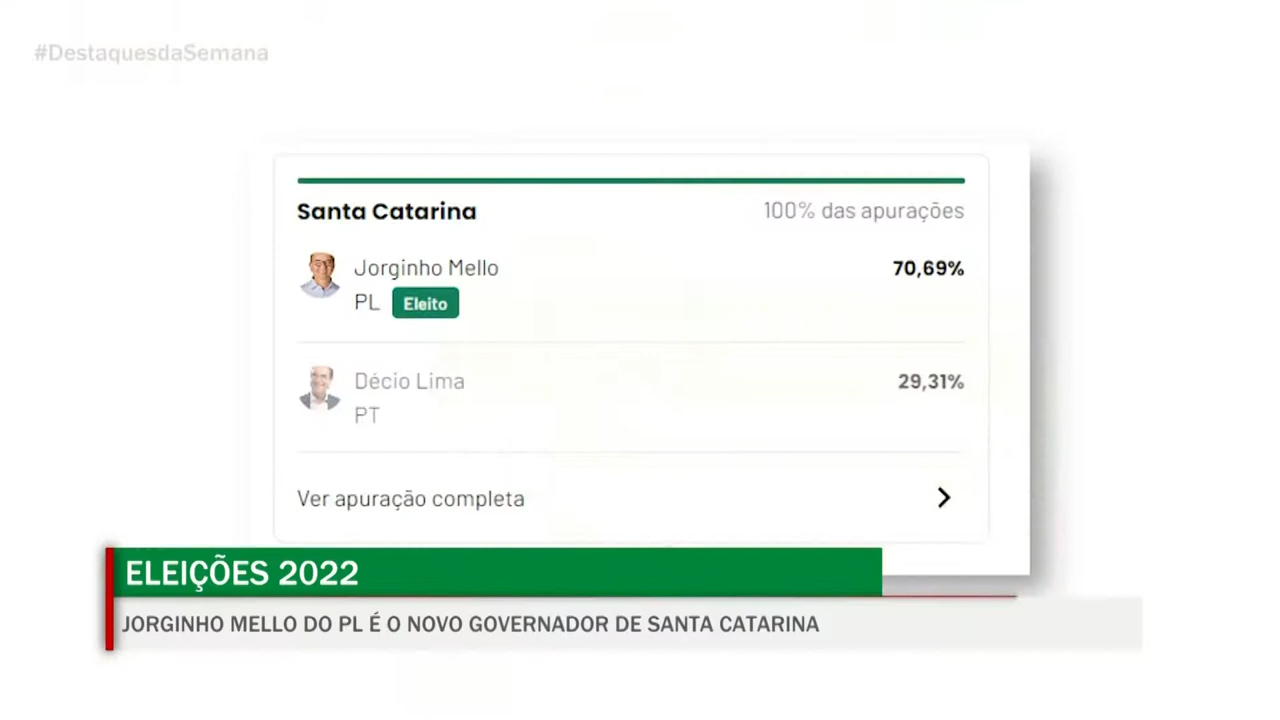 #DestaquesdaSemana
Santa Catarina 100% das apurações
Jorginho Mello 70,69%
PL Eleito
Décio Lima 29,31%
PT
Ver apuração completa
ELEIÇÕES 2022
JORGINHO MELLO DO PL É O NOVO GOVERNADOR DE SANTA CATARINA